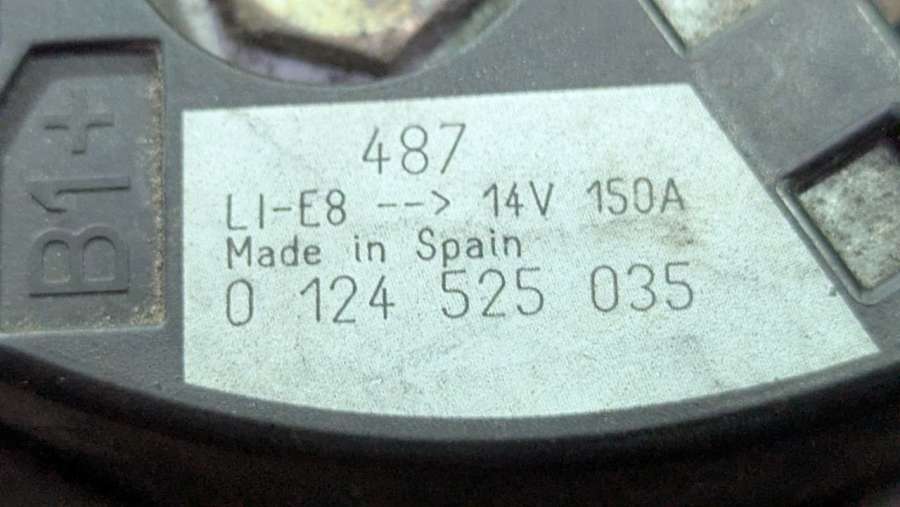 B1+
487
LI-E8 --> 14V 150A
Made in Spain
0 124 525 035